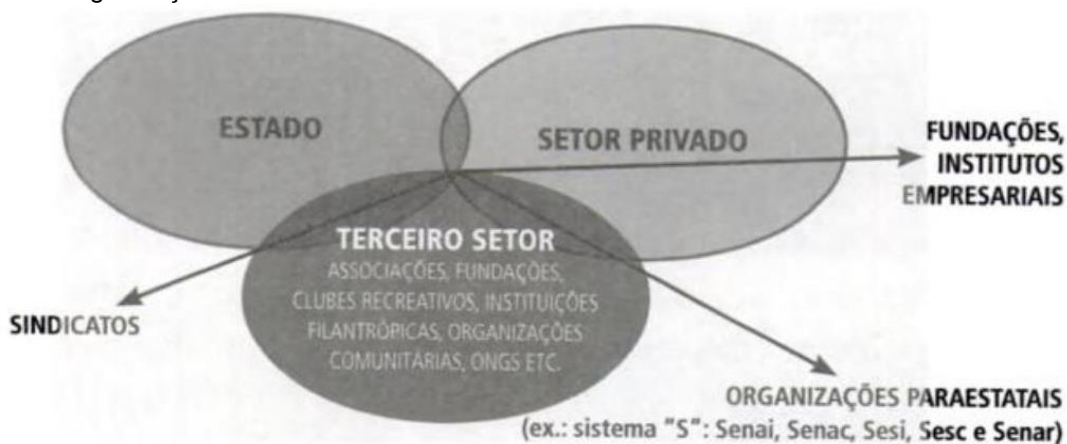 ESTADO
SETOR PRIVADO
FUNDAÇÕES,
INSTITUTOS
EMPRESARIAIS
TERCEIRO SETOR
ASSOCIAÇÕES, FUNDAÇÕES,
CLUBES RECREATIVOS, INSTITUIÇÕES
FILANTRÓPICAS, ORGANIZAÇÕES
COMUNITÁRIAS, ONGS ETC.
SINDICATOS
ORGANIZAÇÕES PARAESTATAIS
(ex.: sistema "S": Senai, Senac, Sesi, Sesc e Senar)